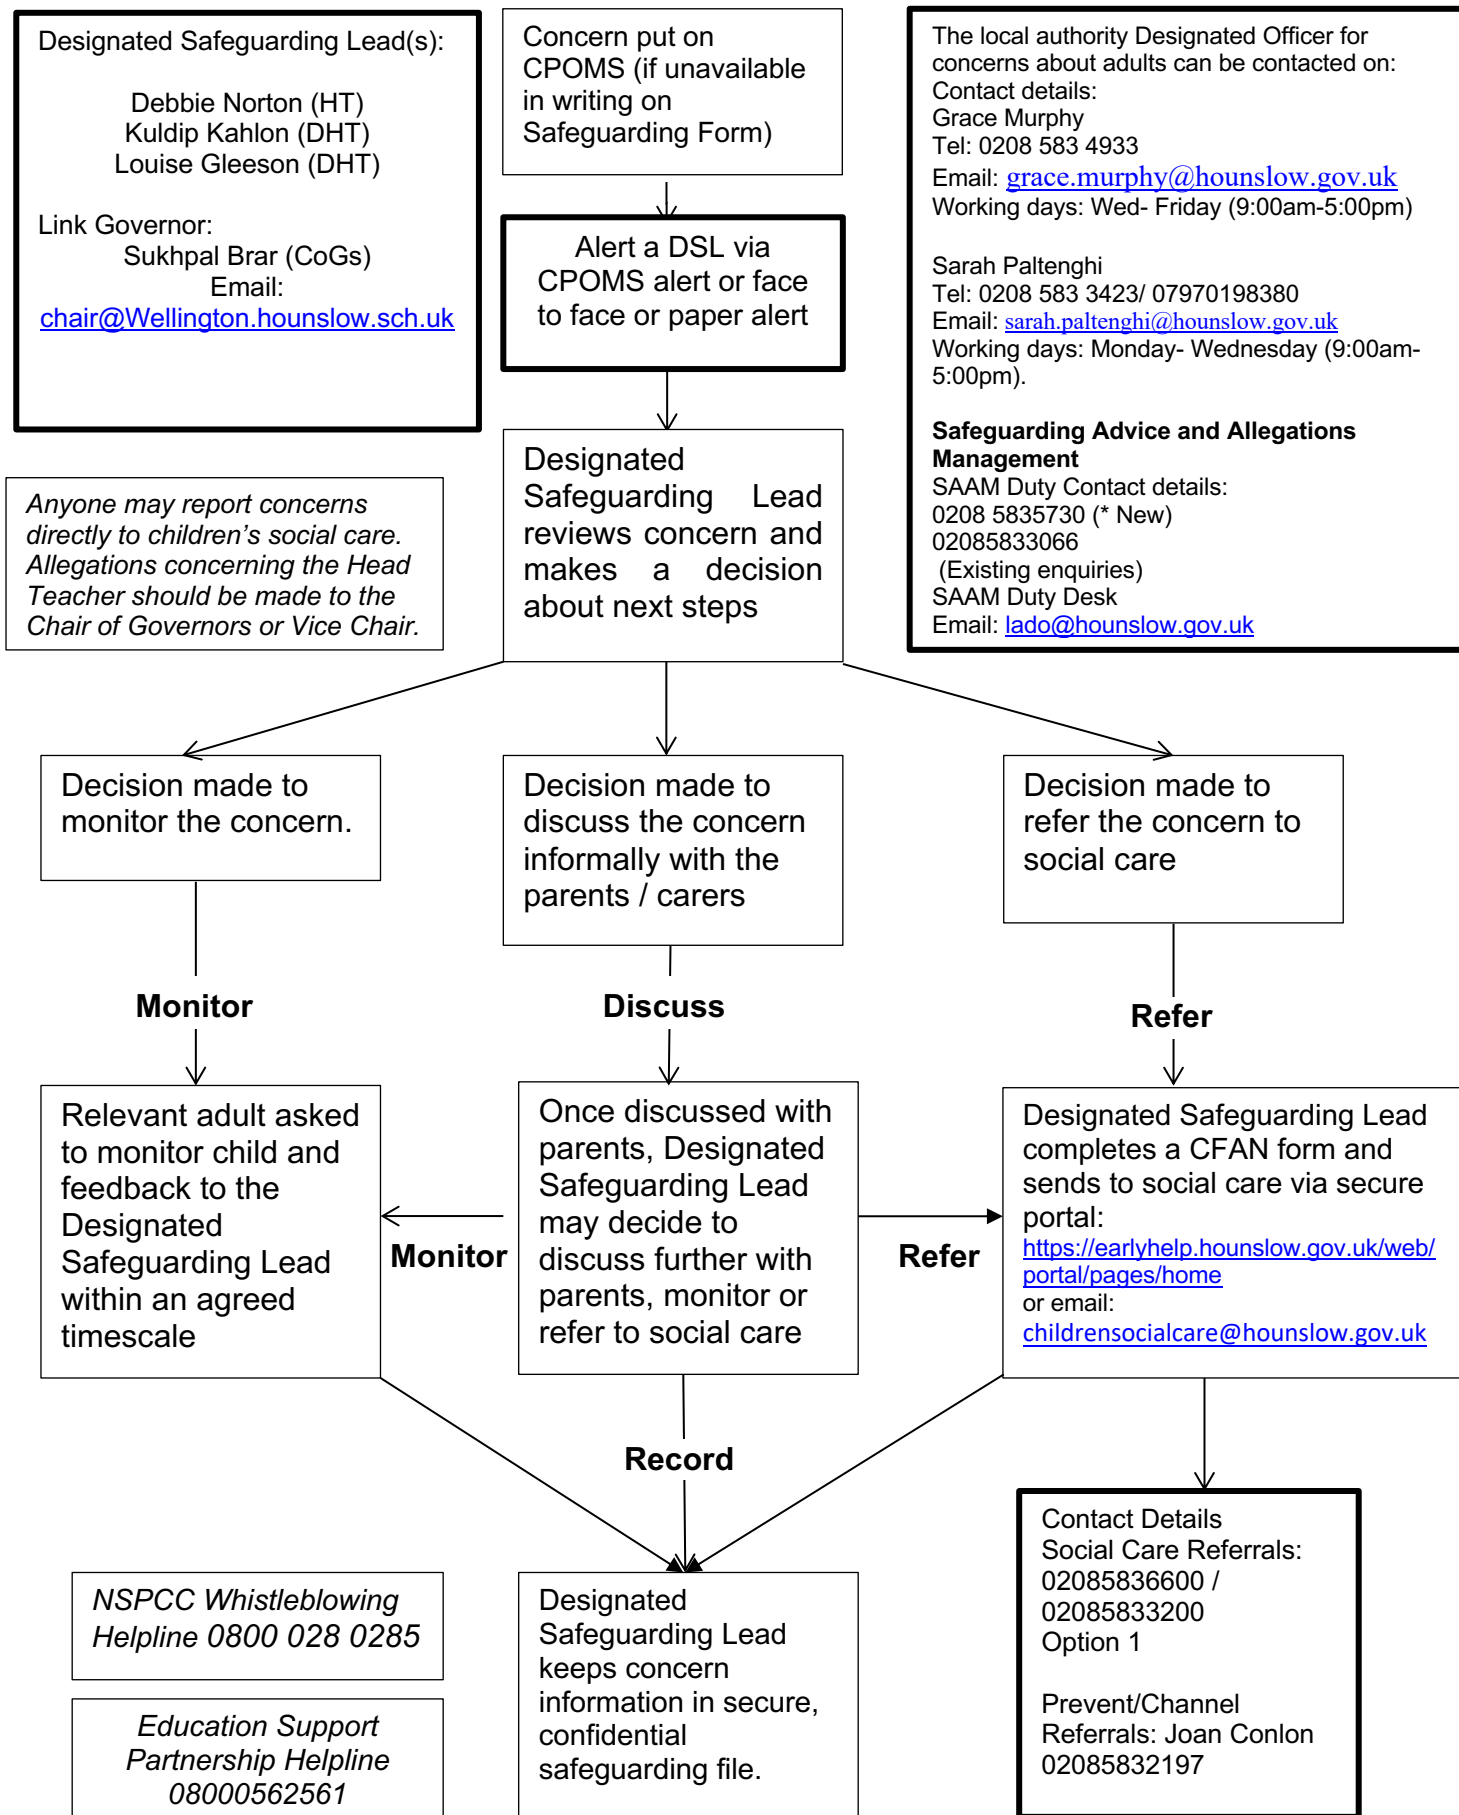 Designated Safeguarding Lead(s):
Debbie Norton (HT)
Kuldip Kahlon (DHT)
Louise Gleeson (DHT)
Link Governor:
Sukhpal Brar (CoGs)
Email:
chair@Wellington.hounslow.sch.uk
Concern put on
CPOMS (if unavailable
in writing on
Safeguarding Form)
The local authority Designated Officer for
concerns about adults can be contacted on:
Contact details:
Grace Murphy
Tel: 0208 583 4933
Email: grace.murphy@hounslow.gov.uk
Working days: Wed- Friday (9:00am-5:00pm)
Sarah Paltenghi
Tel: 0208 583 3423/ 07970198380
Email: sarah.paltenghi@hounslow.gov.uk
Working days: Monday- Wednesday (9:00am-
5:00pm).
Safeguarding Advice and Allegations
Management
SAAM Duty Contact details:
0208 5835730 (* New)
02085833066
(Existing enquiries)
SAAM Duty Desk
Email: lado@hounslow.gov.uk
Alert a DSL via
CPOMS alert or face
to face or paper alert
Anyone may report concerns
directly to children's social care.
Allegations concerning the Head
Teacher should be made to the
Chair of Governors or Vice Chair.
Designated
Safeguarding Lead
reviews concern and
makes a decision
about next steps
Decision made to
monitor the concern.
Decision made to
discuss the concern
informally with the
parents / carers
Decision made to
refer the concern to
social care
Monitor
Discuss
Refer
Relevant adult asked
to monitor child and
feedback to the
Designated
Safeguarding Lead
within an agreed
timescale
Monitor
Once discussed with
parents, Designated
Safeguarding Lead
may decide to
discuss further with
parents, monitor or
refer to social care
Refer
Designated Safeguarding Lead
completes a CFAN form and
sends to social care via secure
portal:
https://earlyhelp.hounslow.gov.uk/web/
portal/pages/home
or email:
childrensocialcare@hounslow.gov.uk
Record
NSPCC Whistleblowing
Helpline 0800 028 0285
Education Support
Partnership Helpline
08000562561
Designated
Safeguarding Lead
keeps concern
information in secure,
confidential
safeguarding file.
Contact Details
Social Care Referrals:
02085836600 /
02085833200
Option 1
Prevent/Channel
Referrals: Joan Conlon
02085832197